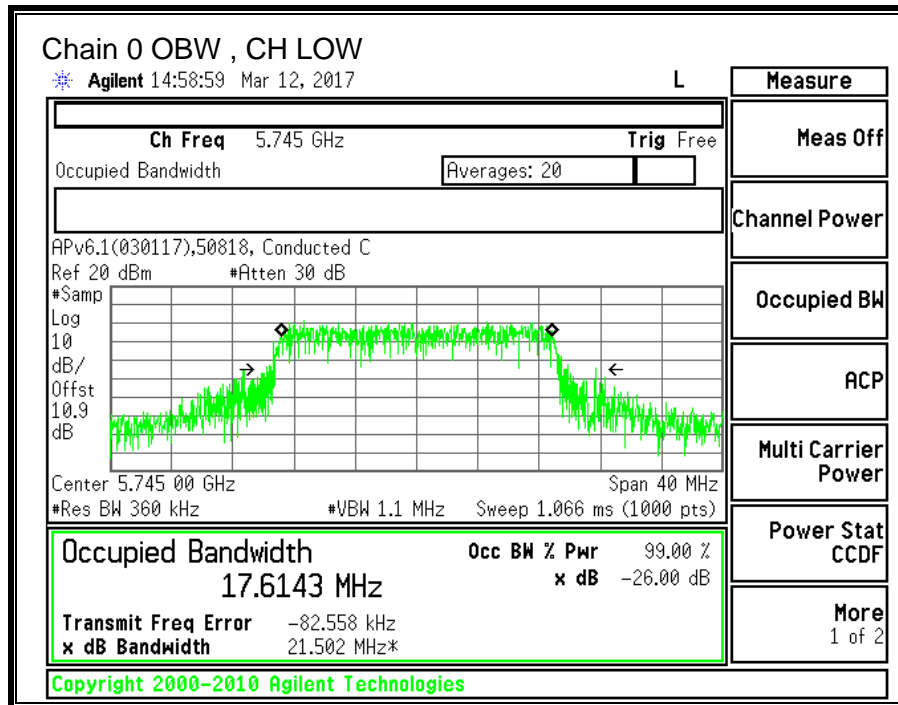 Chain 0 OBW , CH LOW
Agilent 14:58:59 Mar 12, 2017 L
Measure
Ch Freq 5.745 GHz Trig Free
Meas Off
Occupied Bandwidth Averages: 20
Channel Power
APv6.1(030117),50818, Conducted C
Ref 20 dBm #Atten 30 dB
#Samp
Log
10
dB/
Offst
10.9
dB
Occupied BW
ACP
Multi Carrier
Power
Center 5.745 00 GHz Span 40 MHz
#Res BW 360 kHz #VBW 1.1 MHz Sweep 1.066 ms (1000 pts)
Power Stat
CCDF
Occupied Bandwidth Occ BW % Pwr 99.00 %
17.6143 MHz x dB -26.00 dB
Transmit Freq Error -82.558 kHz
x dB Bandwidth 21.502 MHz*
More
1 of 2
Copyright 2000-2010 Agilent Technologies